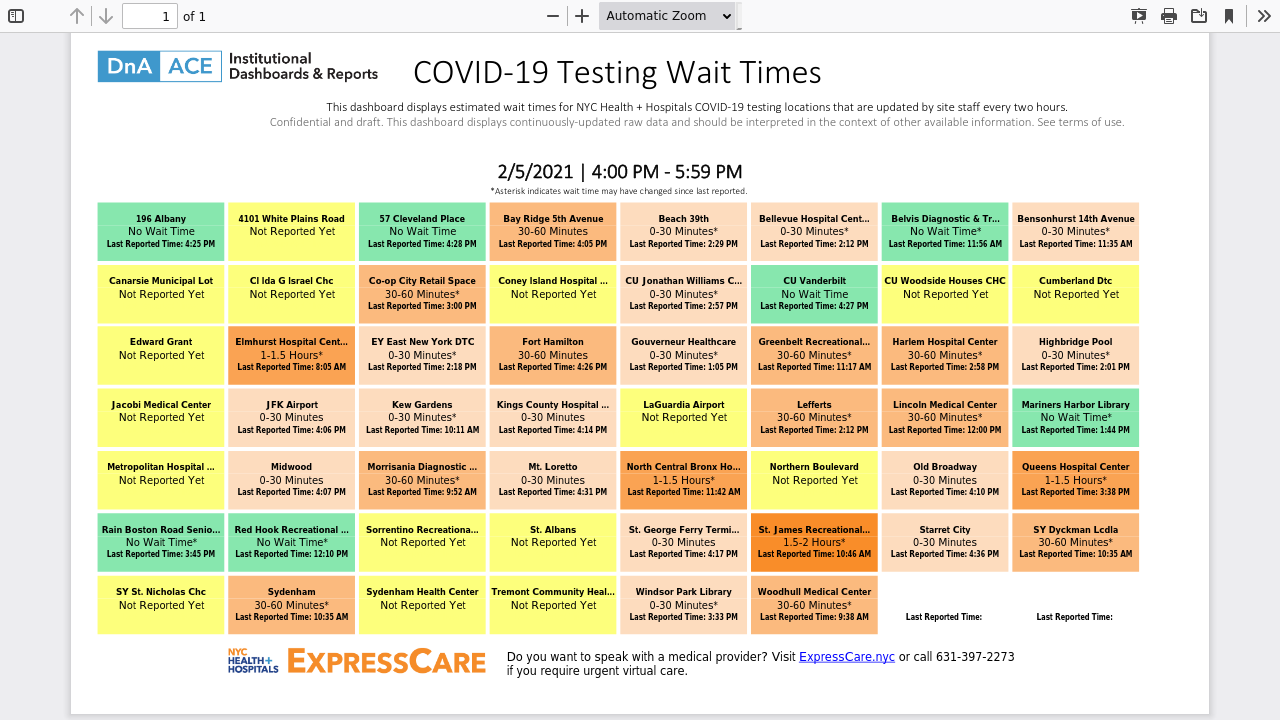 1 of 1 Automatic Zoom
DnA ACE Institutional
Dashboards & Reports
COVID-19 Testing Wait Times
This dashboard displays estimated wait times for NYC Health + Hospitals COVID-19 testing locations that are updated by site staff every two hours.
Confidential and draft. This dashboard displays continuously-updated raw data and should be interpreted in the context of other available information. See terms of use.
2/5/2021 | 4:00 PM - 5:59 PM
*Asterisk indicates wait time may have changed since last reported.
196 Albany
No Wait Time
Last Reported Time: 4:25 PM
4101 White Plains Road
Not Reported Yet
57 Cleveland Place
No Wait Time
Last Reported Time: 4:28 PM
Bay Ridge 5th Avenue
30-60 Minutes
Last Reported Time: 4:05 PM
Beach 39th
0-30 Minutes*
Last Reported Time: 2:29 PM
Bellevue Hospital Cent...
0-30 Minutes*
Last Reported Time: 2:12 PM
Belvis Diagnostic & Tr...
No Wait Time*
Last Reported Time: 11:56 AM
Bensonhurst 14th Avenue
0-30 Minutes*
Last Reported Time: 11:35 AM
Canarsie Municipal Lot
Not Reported Yet
Cl Ida G Israel Chc
Not Reported Yet
Co-op City Retail Space
30-60 Minutes*
Last Reported Time: 3:00 PM
Coney Island Hospital ...
Not Reported Yet
CU Jonathan Williams C...
0-30 Minutes*
Last Reported Time: 2:57 PM
CU Vanderbilt
No Wait Time
Last Reported Time: 4:27 PM
CU Woodside Houses CHC
Not Reported Yet
Cumberland Dtc
Not Reported Yet
Edward Grant
Not Reported Yet
Elmhurst Hospital Cent...
1-1.5 Hours*
Last Reported Time: 8:05 AM
EY East New York DTC
0-30 Minutes*
Last Reported Time: 2:18 PM
Fort Hamilton
30-60 Minutes
Last Reported Time: 4:26 PM
Gouverneur Healthcare
0-30 Minutes*
Last Reported Time: 1:05 PM
Greenbelt Recreational...
30-60 Minutes*
Last Reported Time: 11:17 AM
Harlem Hospital Center
30-60 Minutes*
Last Reported Time: 2:58 PM
Highbridge Pool
0-30 Minutes*
Last Reported Time: 2:01 PM
Jacobi Medical Center
Not Reported Yet
JFK Airport
0-30 Minutes
Last Reported Time: 4:06 PM
Kew Gardens
0-30 Minutes*
Last Reported Time: 10:11 AM
Kings County Hospital ...
0-30 Minutes
Last Reported Time: 4:14 PM
LaGuardia Airport
Not Reported Yet
Lefferts
30-60 Minutes*
Last Reported Time: 2:12 PM
Lincoln Medical Center
30-60 Minutes*
Last Reported Time: 12:00 PM
Mariners Harbor Library
No Wait Time*
Last Reported Time: 1:44 PM
Metropolitan Hospital ...
Not Reported Yet
Midwood
0-30 Minutes
Last Reported Time: 4:07 PM
Morrisania Diagnostic ...
30-60 Minutes*
Last Reported Time: 9:52 AM
Mt. Loretto
0-30 Minutes
Last Reported Time: 4:31 PM
North Central Bronx Ho...
1-1.5 Hours*
Last Reported Time: 11:42 AM
Northern Boulevard
Not Reported Yet
Old Broadway
0-30 Minutes
Last Reported Time: 4:10 PM
Queens Hospital Center
1-1.5 Hours*
Last Reported Time: 3:38 PM
Rain Boston Road Senio...
No Wait Time*
Last Reported Time: 3:45 PM
Red Hook Recreational ...
No Wait Time*
Last Reported Time: 12:10 PM
Sorrentino Recreationa...
Not Reported Yet
St. Albans
Not Reported Yet
St. George Ferry Termi...
0-30 Minutes
Last Reported Time: 4:17 PM
St. James Recreational...
1.5-2 Hours*
Last Reported Time: 10:46 AM
Starret City
0-30 Minutes
Last Reported Time: 4:36 PM
SY Dyckman Lcdla
30-60 Minutes*
Last Reported Time: 10:35 AM
SY St. Nicholas Chc
Not Reported Yet
Sydenham
30-60 Minutes*
Last Reported Time: 10:35 AM
Sydenham Health Center
Not Reported Yet
Tremont Community Heal...
Not Reported Yet
Windsor Park Library
0-30 Minutes*
Last Reported Time: 3:33 PM
Woodhull Medical Center
30-60 Minutes*
Last Reported Time: 9:38 AM
Last Reported Time:
Last Reported Time:
NYC
HEALTH+
HOSPITALS
EXPRESSCARE
Do you want to speak with a medical provider? Visit ExpressCare.nyc or call 631-397-2273
if you require urgent virtual care.